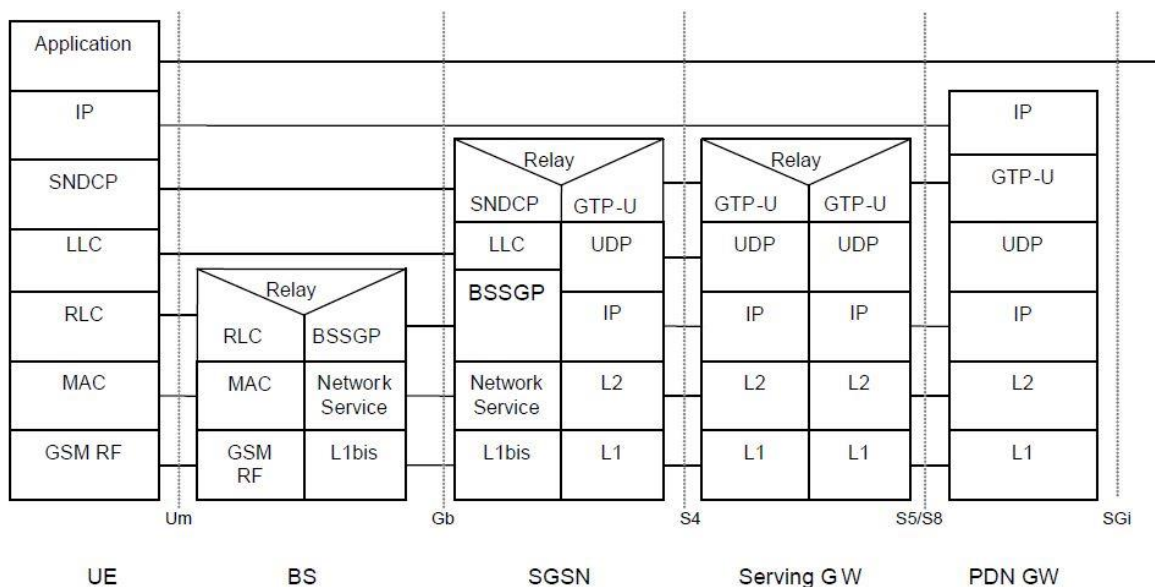 Application
IP
IP
Relay
Relay
SNDCP
GTP-U
SNDCP
GTP-U
GTP-U
GTP-U
LLC
LLC
UDP
UDP
UDP
UDP
Relay
BSSGP
RLC
IP
IP
IP
IP
RLC
BSSGP
MAC
MAC
Network
Service
Network
Service
L2
L2
L2
L2
GSM RF
GSM
RF
L1bis
L1bis
L1
L1
L1
L1
Um
Gb
S4
S5/S8
SGi
UE
BS
SGSN
Serving GW
PDN GW